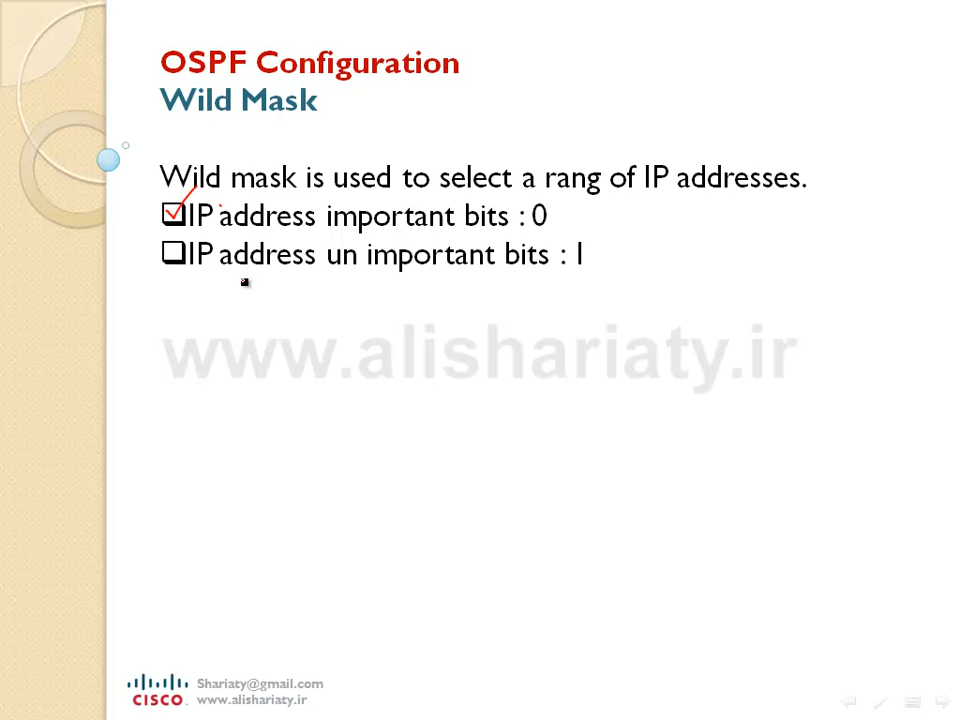 OSPF Configuration
Wild Mask
Wild mask is used to select a rang of IP addresses.
IP address important bits : 0
IP address un important bits : 1
www.alishariaty.ir
Shariaty@gmail.com
CISCO www.alishariaty.ir